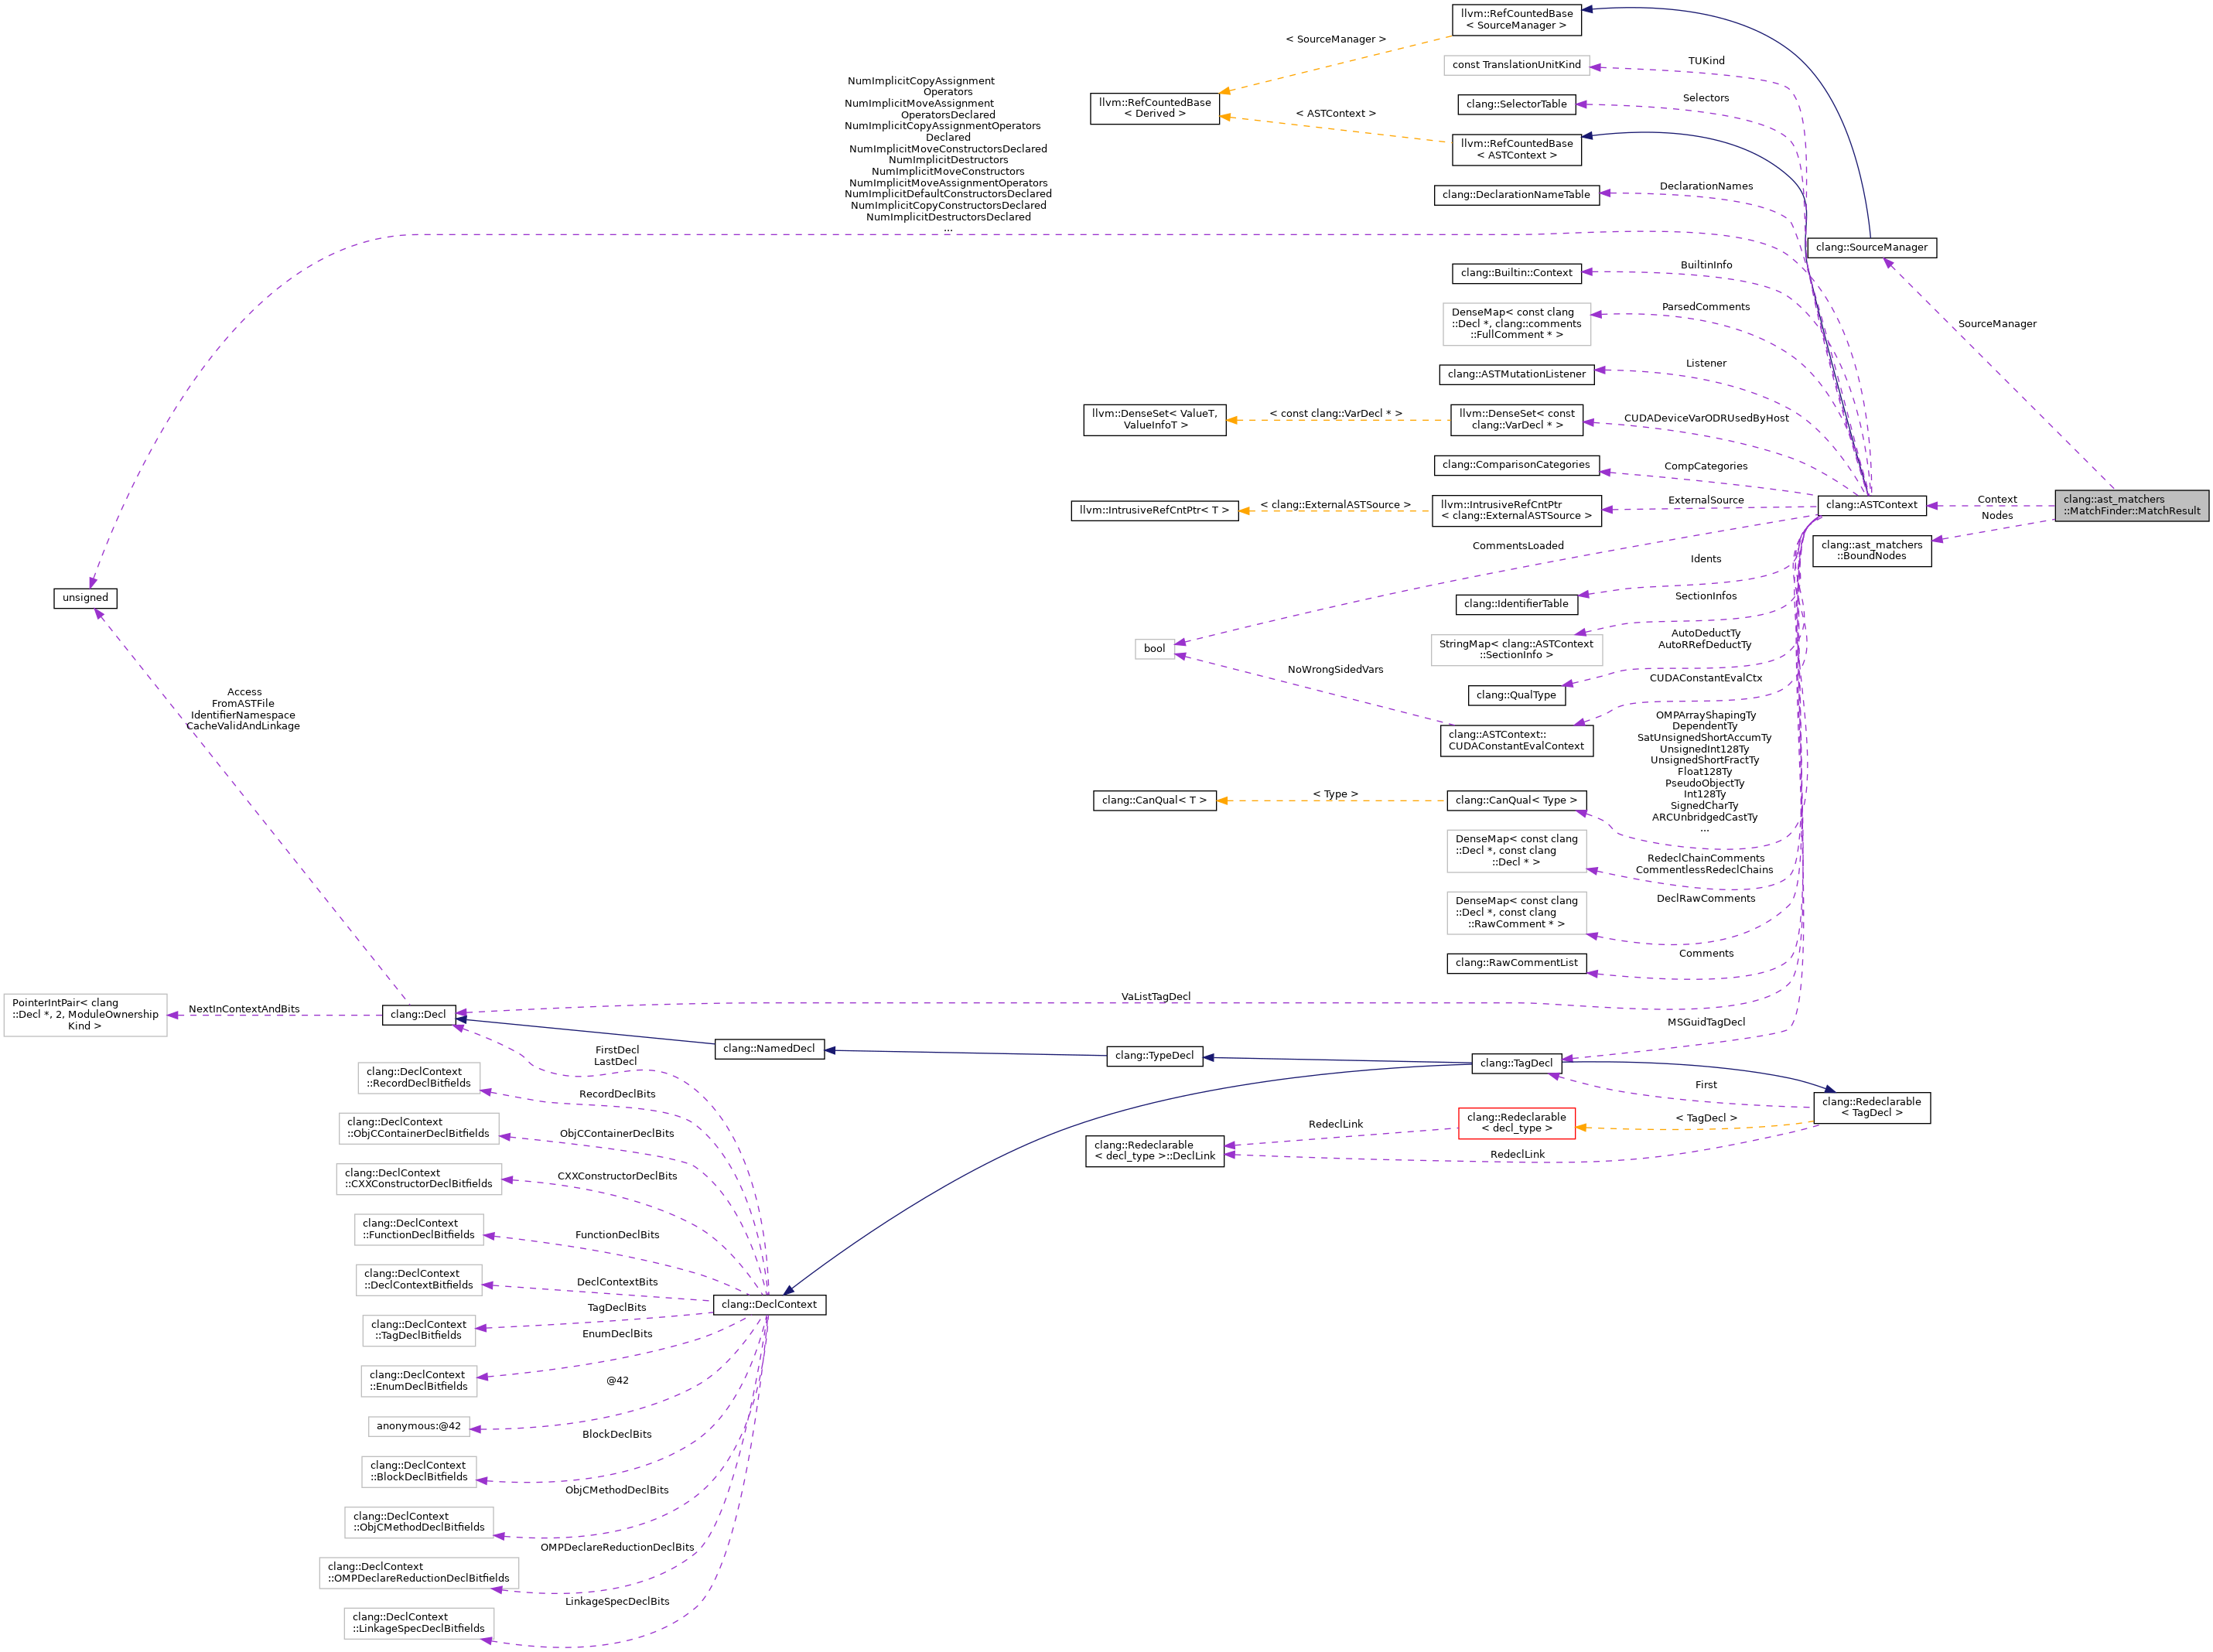 llvm::RefCountedBase
< SourceManager >
< SourceManager >
const TranslationUnitKind
TUKind
clang::SelectorTable
Selectors
llvm::RefCountedBase
< Derived >
< ASTContext >
llvm::RefCountedBase
< ASTContext >
NumImplicitCopyAssignment
Operators
NumImplicitMoveAssignment
OperatorsDeclared
NumImplicitCopyAssignmentOperators
Declared
NumImplicitMoveConstructorsDeclared
NumImplicitDestructors
NumImplicitMoveConstructors
NumImplicitMoveAssignmentOperators
NumImplicitDefaultConstructorsDeclared
NumImplicitCopyConstructorsDeclared
NumImplicitDestructorsDeclared
...
clang::DeclarationNameTable
DeclarationNames
clang::SourceManager
clang::Builtin::Context
BuiltinInfo
DenseMap< const clang
::Decl *, clang::comments
::FullComment * >
ParsedComments
SourceManager
clang::ASTMutationListener
Listener
llvm::DenseSet< ValueT,
ValueInfoT >
< const clang::VarDecl * >
llvm::DenseSet< const
clang::VarDecl * >
CUDADeviceVarODRUsedByHost
clang::ComparisonCategories
CompCategories
llvm::IntrusiveRefCntPtr< T >
< clang::ExternalASTSource >
llvm::IntrusiveRefCntPtr
< clang::ExternalASTSource >
ExternalSource
clang::ASTContext
Context
Nodes
clang::ast_matchers
::MatchFinder::MatchResult
clang::ast_matchers
::BoundNodes
CommentsLoaded
Idents
clang::IdentifierTable
SectionInfos
unsigned
bool
StringMap< clang::ASTContext
::SectionInfo >
AutoDeductTy
AutoRRefDeductTy
NoWrongSidedVars
clang::QualType
CUDAConstantEvalCtx
clang::ASTContext::
CUDAConstantEvalContext
Access
FromASTFile
IdentifierNamespace
CacheValidAndLinkage
OMPArrayShapingTy
DependentTy
SatUnsignedShortAccumTy
UnsignedInt128Ty
UnsignedShortFractTy
Float128Ty
PseudoObjectTy
Int128Ty
SignedCharTy
ARCUnbridgedCastTy
...
clang::CanQual< T >
< Type >
clang::CanQual< Type >
DenseMap< const clang
::Decl *, const clang
::Decl * >
RedeclChainComments
CommentlessRedeclChains
DenseMap< const clang
::Decl *, const clang
::RawComment * >
DeclRawComments
clang::RawCommentList
Comments
PointerIntPair< clang
::Decl *, 2, ModuleOwnership
Kind >
NextInContextAndBits
clang::Decl
VaListTagDecl
MSGuidTagDecl
clang::NamedDecl
clang::TypeDecl
clang::TagDecl
FirstDecl
LastDecl
First
clang::Redeclarable
< TagDecl >
< TagDecl >
clang::Redeclarable
< decl_type >
RedeclLink
clang::Redeclarable
< decl_type >::DeclLink
RedeclLink
clang::DeclContext
::RecordDeclBitfields
RecordDeclBits
clang::DeclContext
::ObjCContainerDeclBitfields
ObjCContainerDeclBits
clang::DeclContext
::CXXConstructorDeclBitfields
CXXConstructorDeclBits
clang::DeclContext
::FunctionDeclBitfields
FunctionDeclBits
clang::DeclContext
::DeclContextBitfields
DeclContextBits
clang::DeclContext
clang::DeclContext
::TagDeclBitfields
TagDeclBits
clang::DeclContext
::EnumDeclBitfields
EnumDeclBits
anonymous:@42
@42
clang::DeclContext
::BlockDeclBitfields
BlockDeclBits
clang::DeclContext
::ObjCMethodDeclBitfields
ObjCMethodDeclBits
clang::DeclContext
::OMPDeclareReductionDeclBitfields
OMPDeclareReductionDeclBits
clang::DeclContext
::LinkageSpecDeclBitfields
LinkageSpecDeclBits